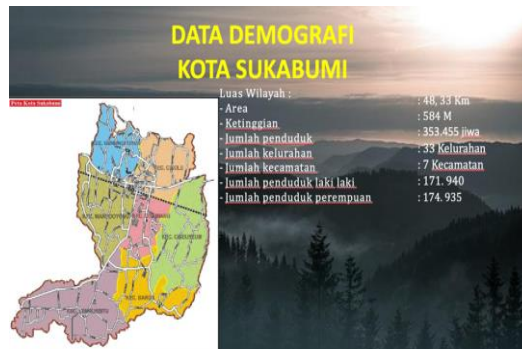 DATA DEMOGRAFI
KOTA SUKABUMI
Peta Kota Sukabumi
Luas Wilayah :
- Area : 48, 33 Km
- Ketinggian : 584 M
- Jumlah penduduk : 353.455 jiwa
- Jumlah kelurahan : 33 Kelurahan
- Jumlah kecamatan : 7 Kecamatan
- Jumlah penduduk laki laki : 171. 940
- Jumlah penduduk perempuan : 174. 935